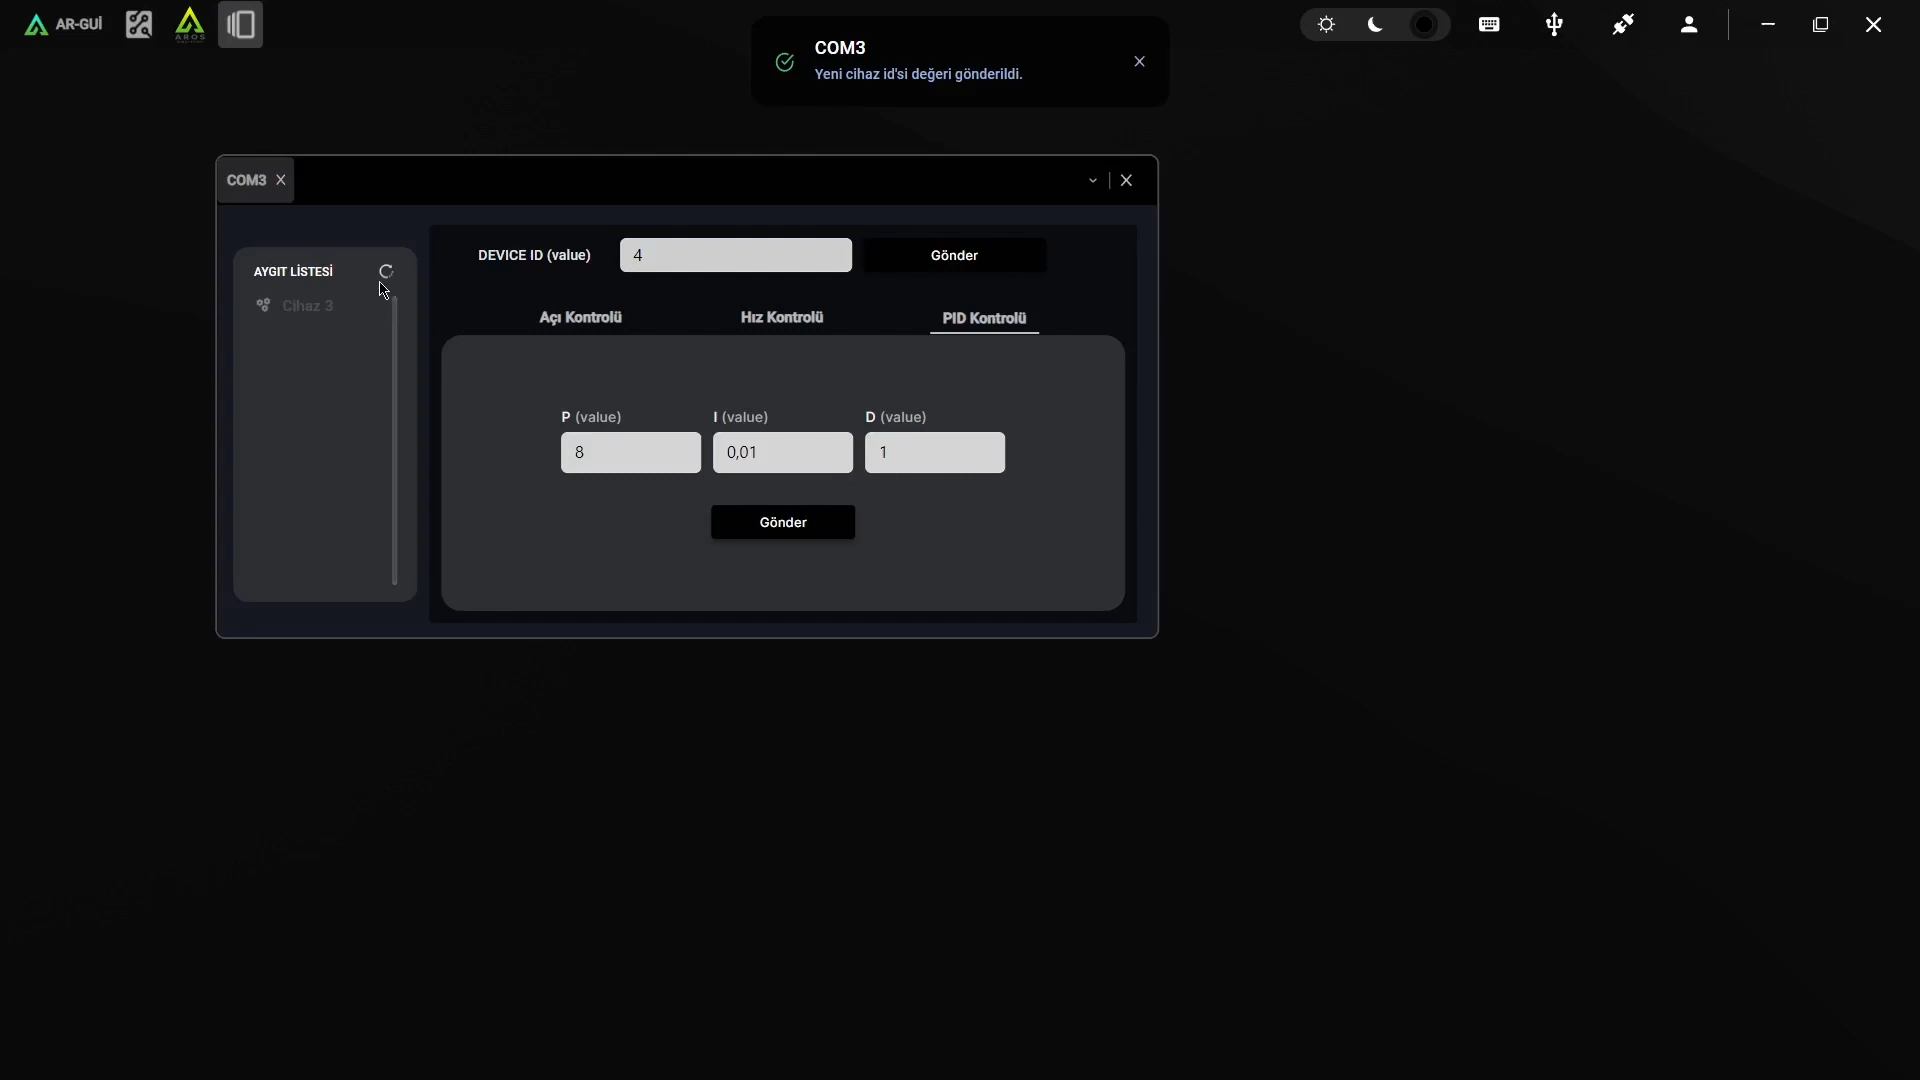 AR-GUİ
AROS
COM3
Yeni cihaz id'si değeri gönderildi.
COM3
AYGIT LİSTESİ
Cihaz 3
DEVICE ID (value)
4
Gönder
Açı Kontrolü
Hız Kontrolü
PID Kontrolü
P (value)
I (value)
D (value)
8
0,01
1
Gönder